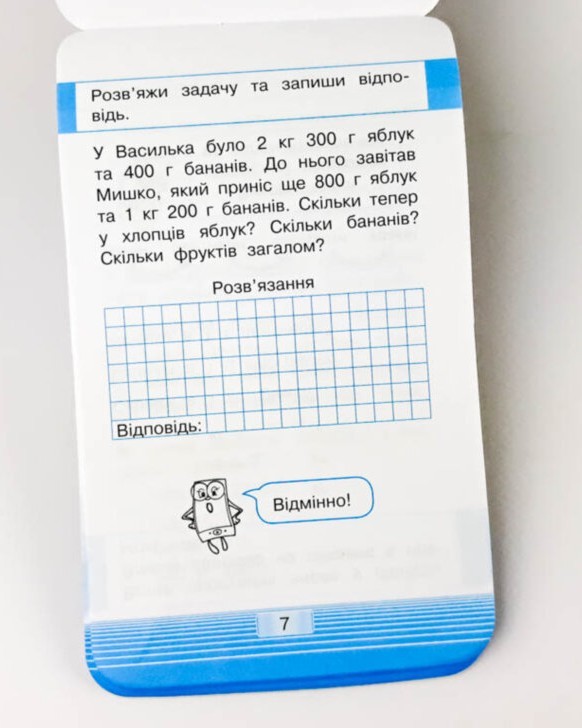 Розв'яжи задачу та запиши відпо-
відь.
У Василька було 2 кг 300 г яблук
та 400 г бананів. До нього завітав
Мишко, який приніс ще 800 г яблук
та 1 кг 200 г бананів. Скільки тепер
у хлопців яблук? Скільки бананів?
Скільки фруктів загалом?
Розв'язання
Відповідь:
Відмінно!
7